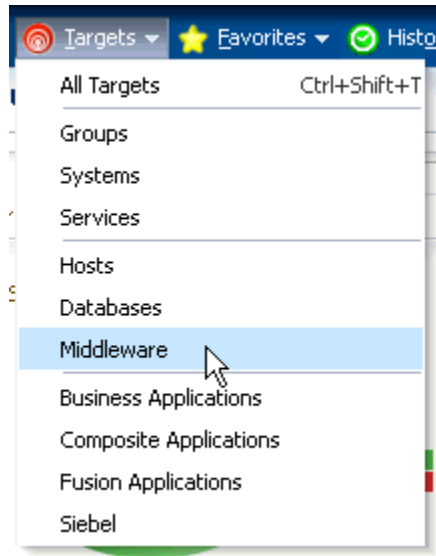 Targets Favorites Histo
All Targets Ctrl+Shift+T
Groups
Systems
Services
Hosts
Databases
Middleware
Business Applications
Composite Applications
Fusion Applications
Siebel